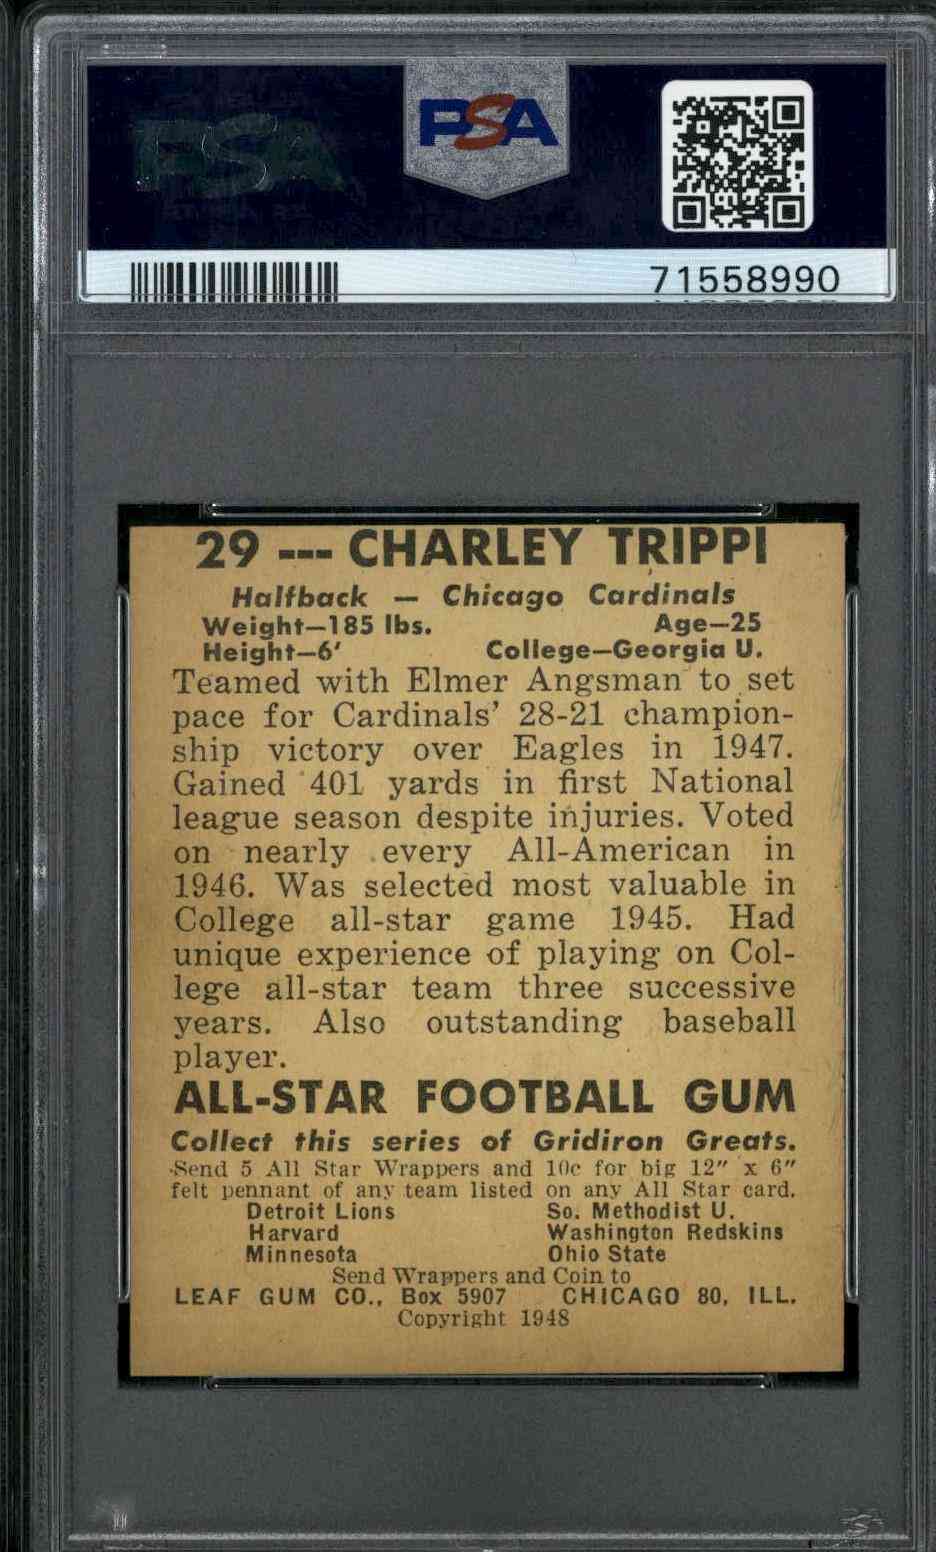 PSA
PSA
71558990
29 --- CHARLEY TRIPPI
Halfback — Chicago Cardinals
Weight—185 lbs. Age—25
Height—6' College—Georgia U.
Teamed with Elmer Angsman to set
pace for Cardinals' 28-21 champion-
ship victory over Eagles in 1947.
Gained 401 yards in first National
league season despite injuries. Voted
on nearly every All-American in
1946. Was selected most valuable in
College all-star game 1945. Had
unique experience of playing on Col-
lege all-star team three successive
years. Also outstanding baseball
player.
ALL-STAR FOOTBALL GUM
Collect this series of Gridiron Greats.
Send 5 All Star Wrappers and 10c for big 12" x 6"
felt pennant of any team listed on any All Star card.
Detroit Lions So. Methodist U.
Harvard Washington Redskins
Minnesota Ohio State
Send Wrappers and Coin to
LEAF GUM CO., Box 5907 CHICAGO 80, ILL.
Copyright 1948